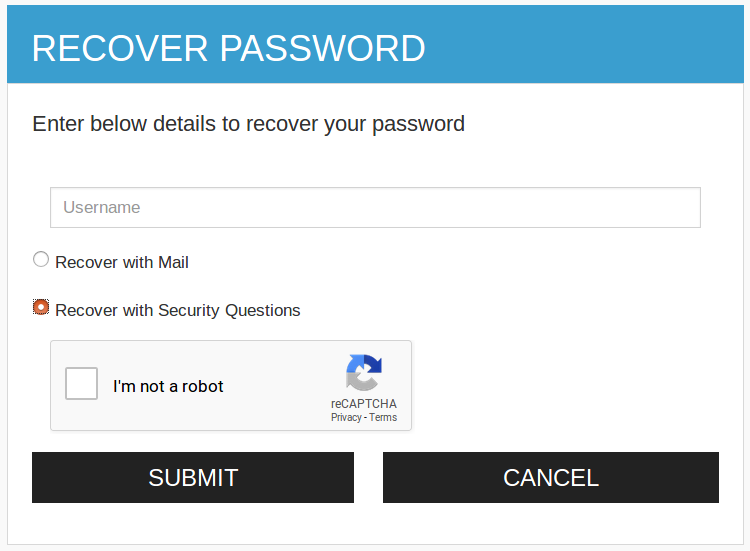 RECOVER PASSWORD
Enter below details to recover your password
Username
Recover with Mail
Recover with Security Questions
I'm not a robot
reCAPTCHA
Privacy - Terms
SUBMIT
CANCEL